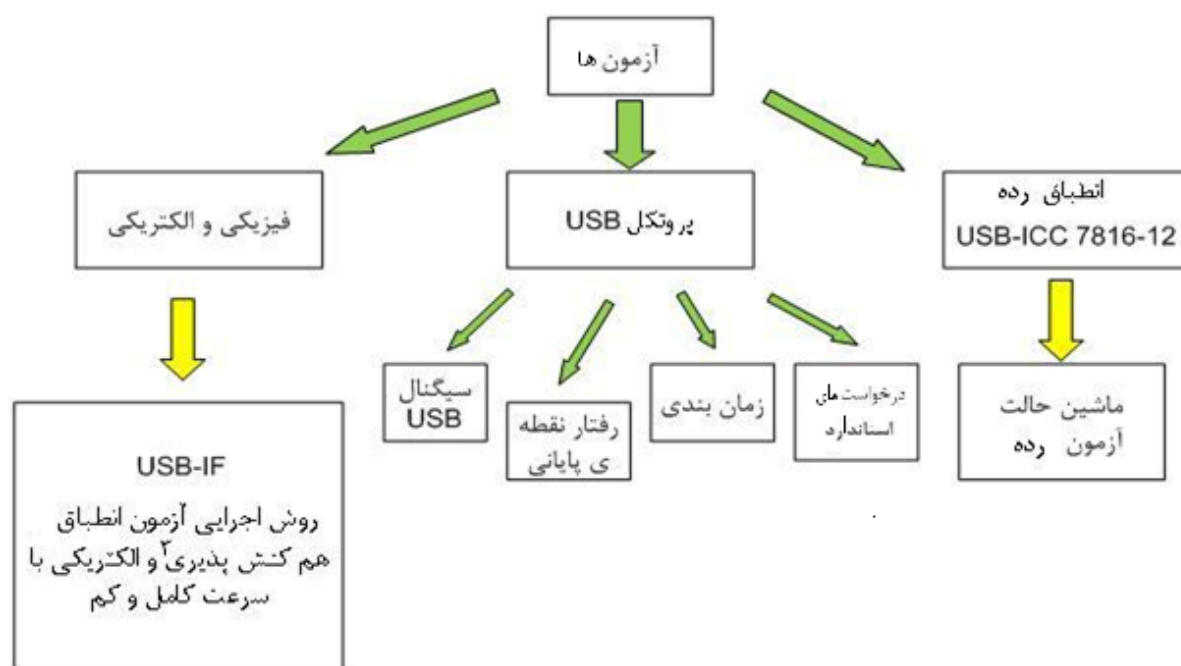 آزمون ها
انطباق رده
USB-ICC 7816-12
پروتکل USB
فیزیکی و الکتریکی
درخواست های
استاندارد
زمان بندی
رفتار نقطه
ی پایانی
سیگنال
USB
ماشین حالت
آزمون رده
USB-IF
روش اجرایی آزمون انطباق
هم کنش پذیری۳ و الکتریکی با
سرعت کامل و کم